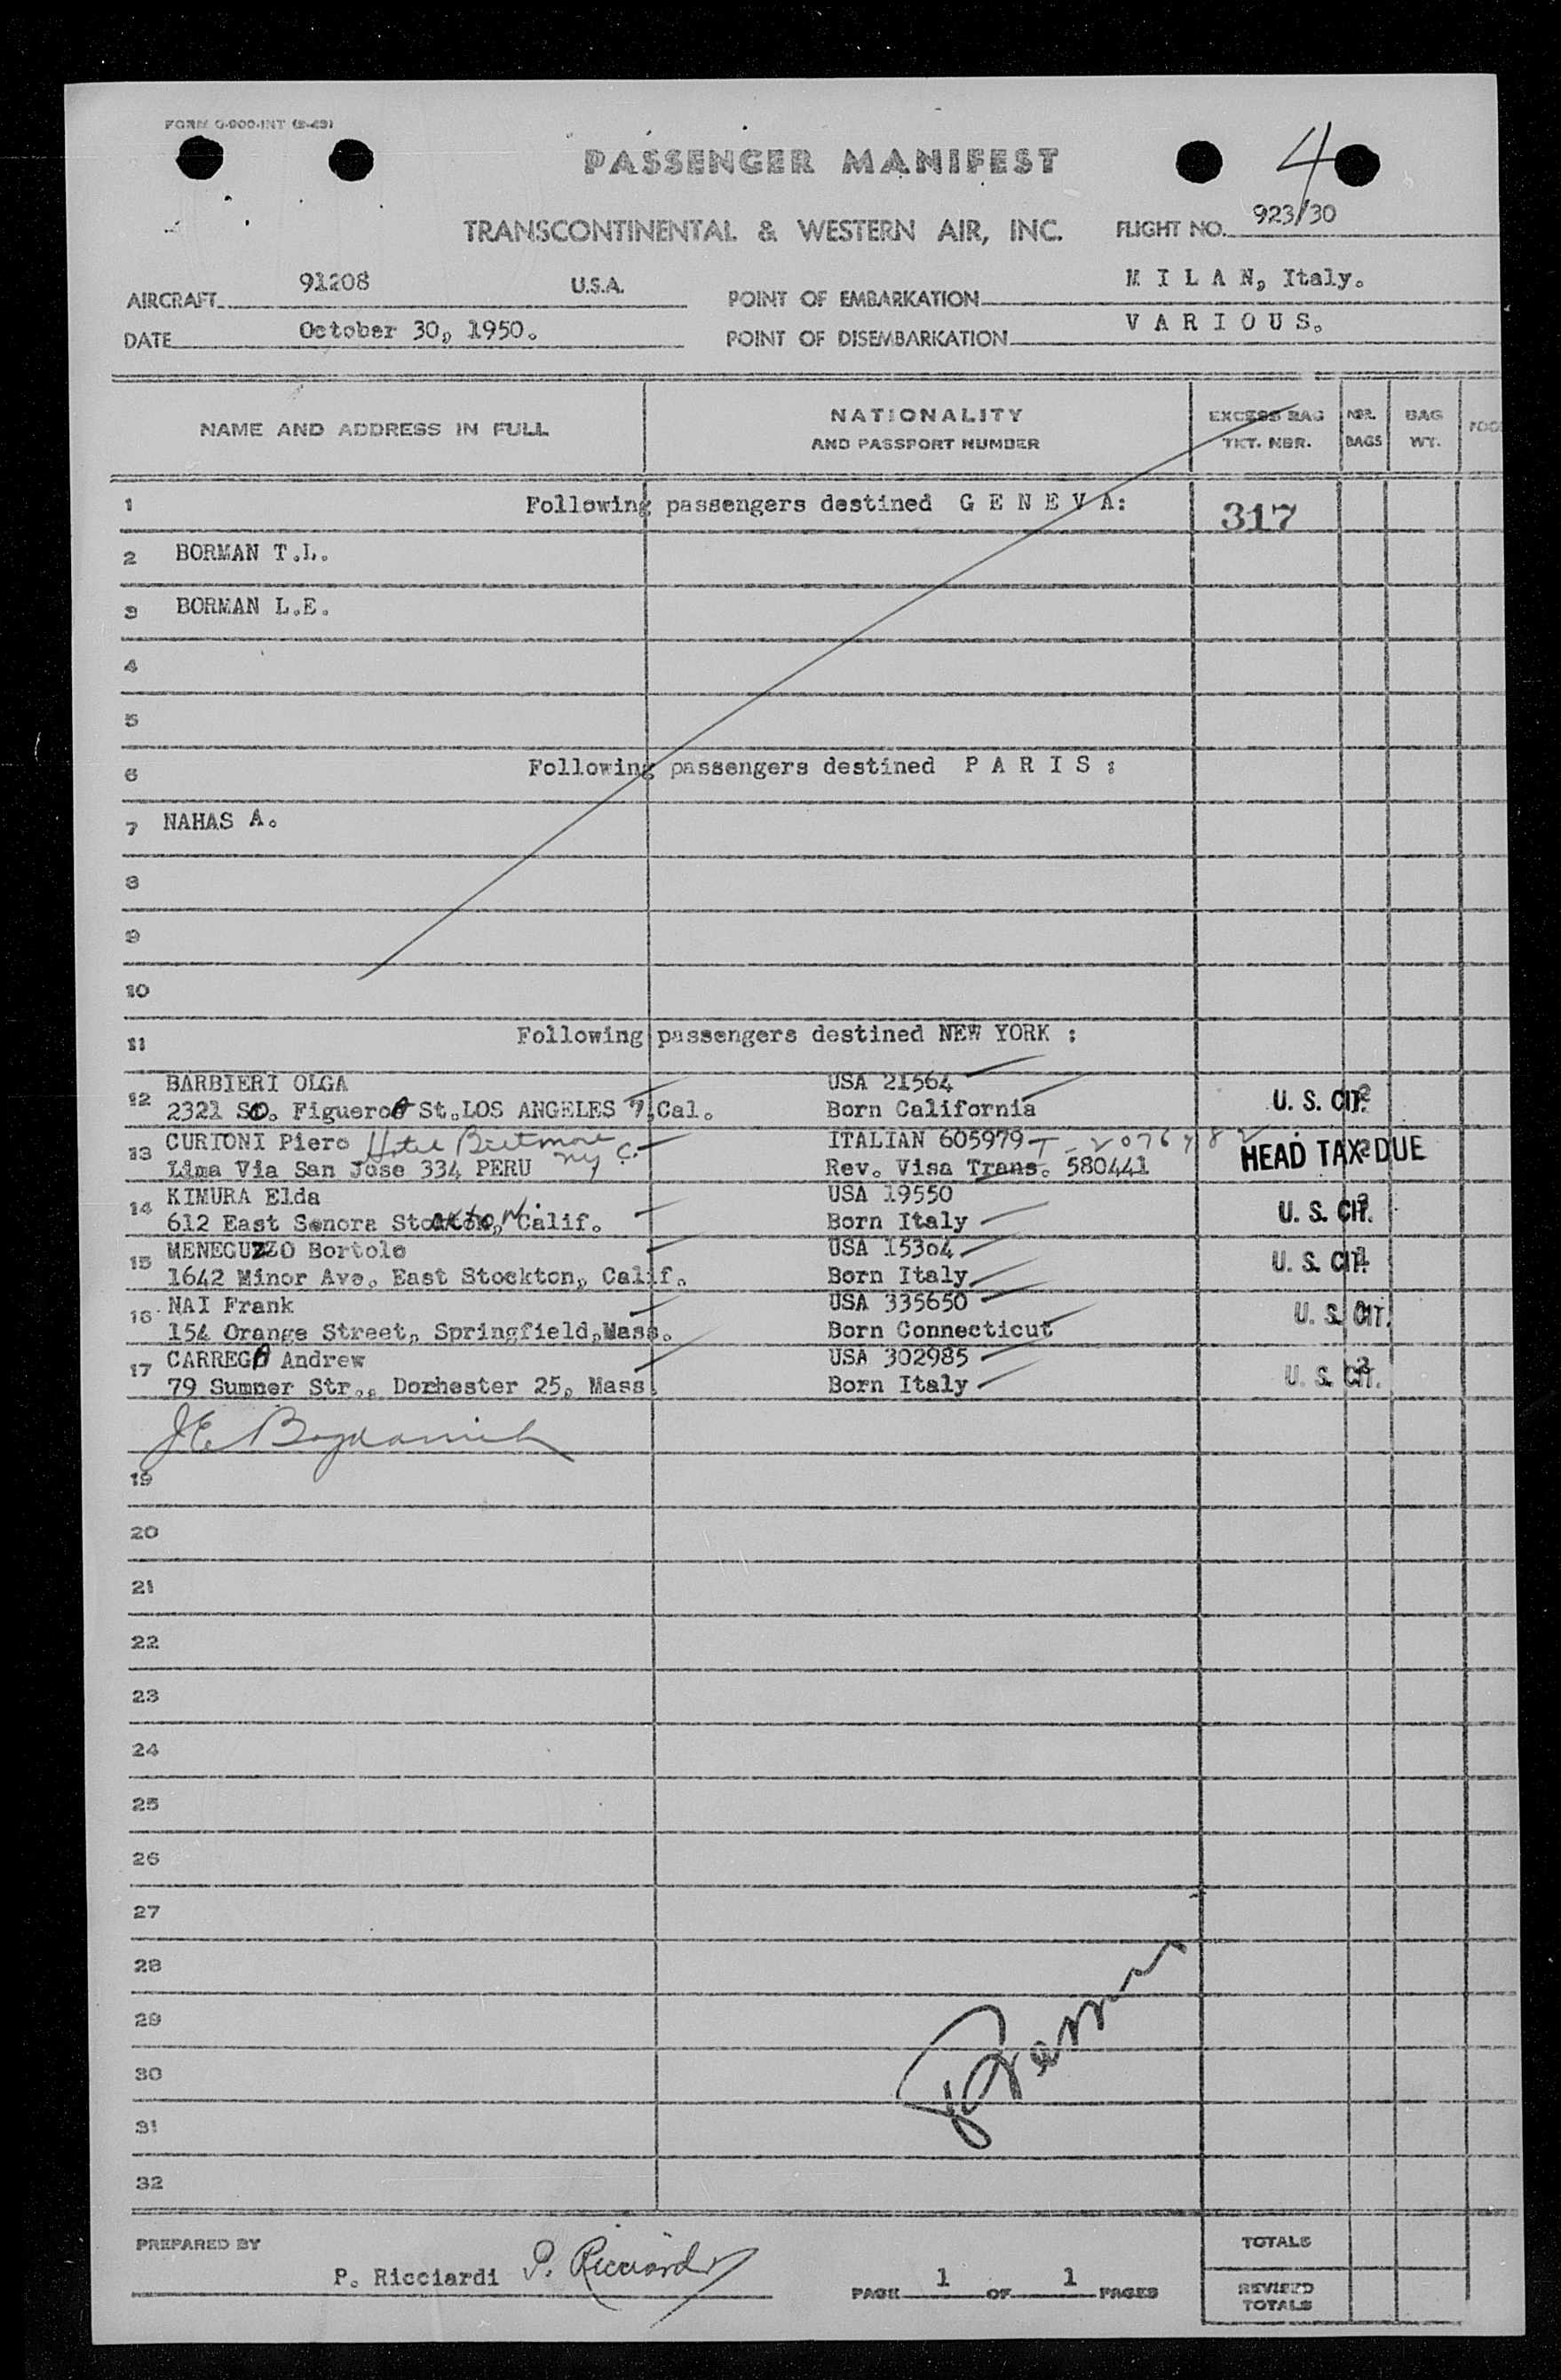 FORM O-900-INT (2-49)
4
PASSENGER MANIFEST
TRANSCONTINENTAL & WESTERN AIR, INC. FLIGHT NO. 923/30
AIRCRAFT 91208 U.S.A. POINT OF EMBARKATION M I L A N, Italy.
DATE October 30, 1950. POINT OF DISEMBARKATION V A R I O U S.
NAME AND ADDRESS IN FULL NATIONALITY AND PASSPORT NUMBER EXCESS BAG TKT. NBR. NBR. BAGS BAG WT.
1 Following passengers destined G E N E V A: 317
2 BORMAN T.L.
3 BORMAN L.E.
4
5
6 Following passengers destined P A R I S :
7 NAHAS A.
8
9
10
11 Following passengers destined NEW YORK :
12 BARBIERI OLGA USA 21564
2321 SO. Figueroa St. LOS ANGELES 7, Cal. Born California U. S. CIT.
13 CURIONI Piero Hotel Biltmore NYC. ITALIAN 605979 T-2076782
Lima Via San Jose 334 PERU Rev. Visa Trans. 580441 HEAD TAX DUE
14 KIMURA Elda USA 19550
612 East Senora Stockton, Calif. Born Italy U. S. CIT.
15 MENEGUZZO Bortolo USA 15304
1642 Minor Ave. East Stockton, Calif. Born Italy U. S. CIT.
16 NAI Frank USA 335650
154 Orange Street, Springfield, Mass. Born Connecticut U. S. CIT.
17 CARREGA Andrew USA 302985
79 Sumner Str., Dorhester 25, Mass. Born Italy U. S. CIT.
19
20
21
22
23
24
25
26
27
28
29
30
31
32
PREPARED BY P. Ricciardi P. Ricciardi
PAGE 1 OF 1 PAGES
TOTALS
REVISED TOTALS